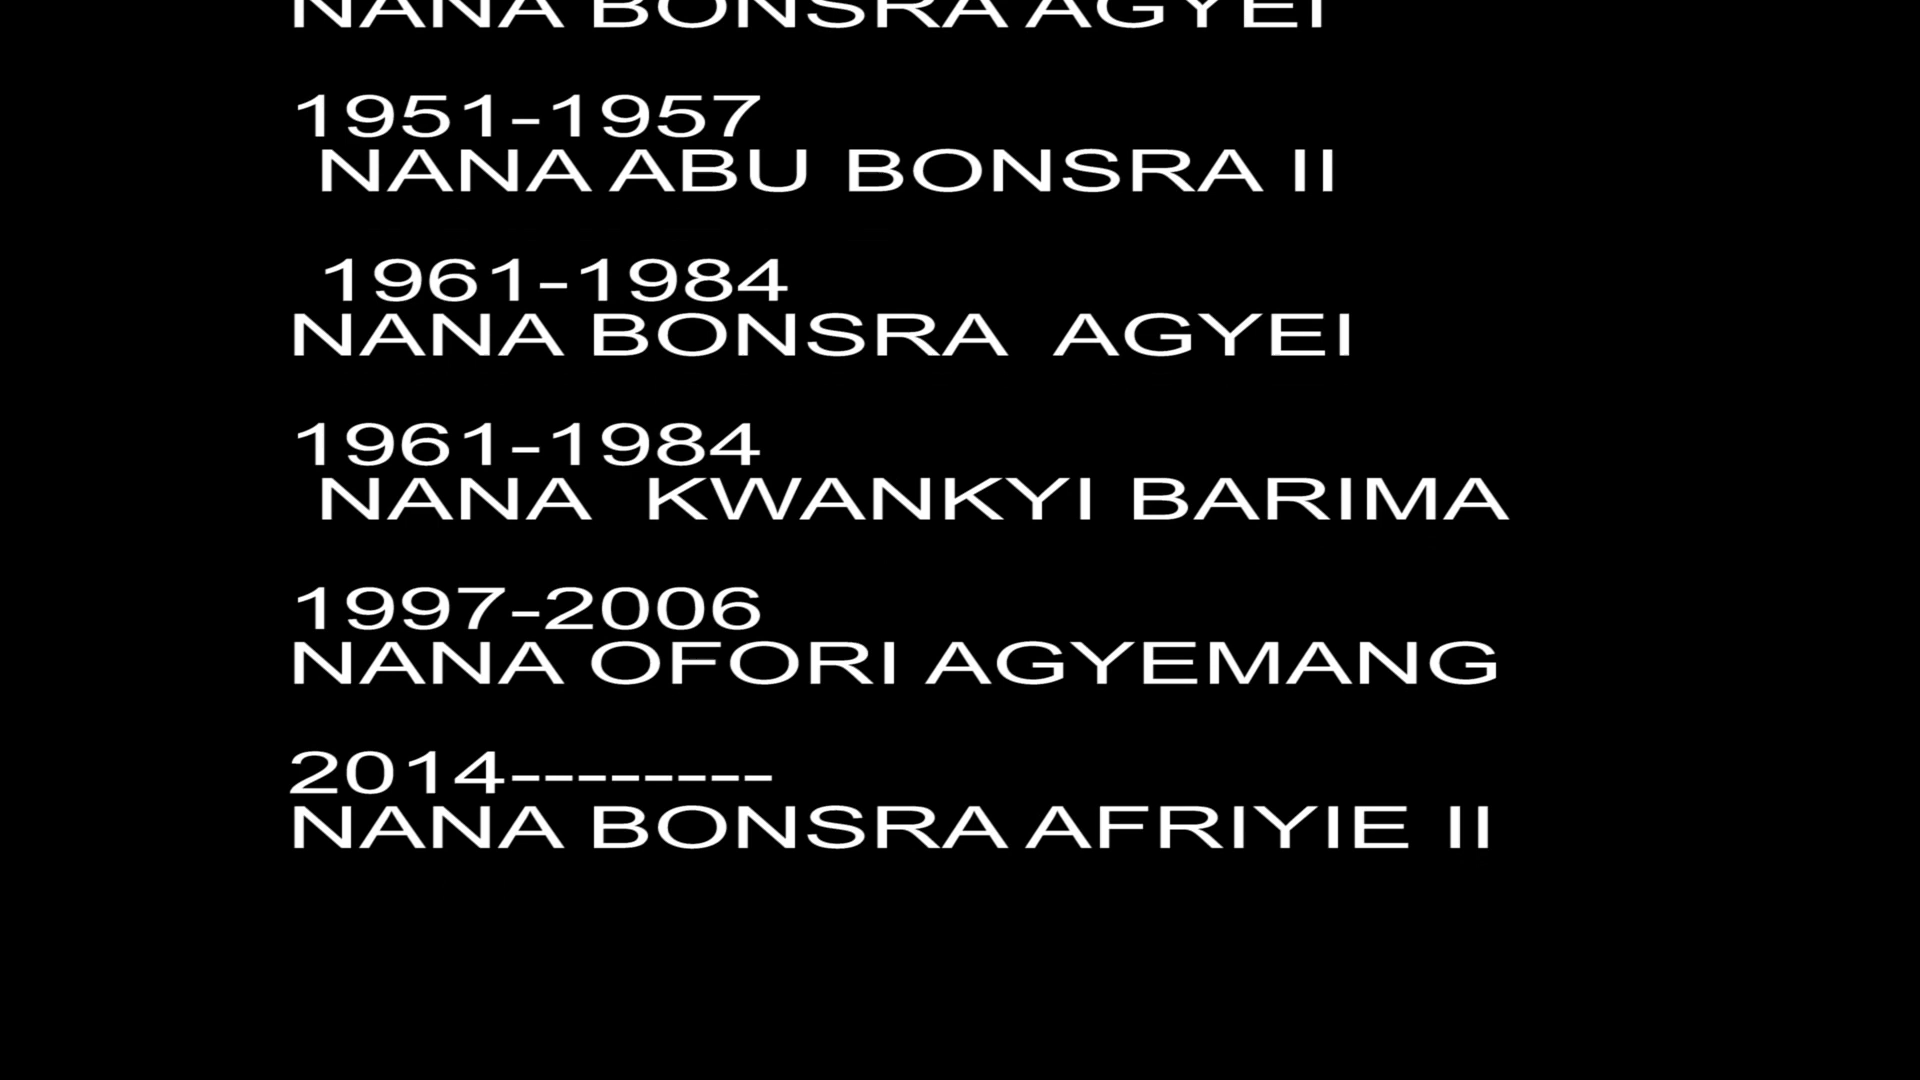 NANA BONSRA AGYEI
1951-1957
NANA ABU BONSRA II
1961-1984
NANA BONSRA AGYEI
1961-1984
NANA KWANKYI BARIMA
1997-2006
NANA OFORI AGYEMANG
2014--------
NANA BONSRA AFRIYIE II